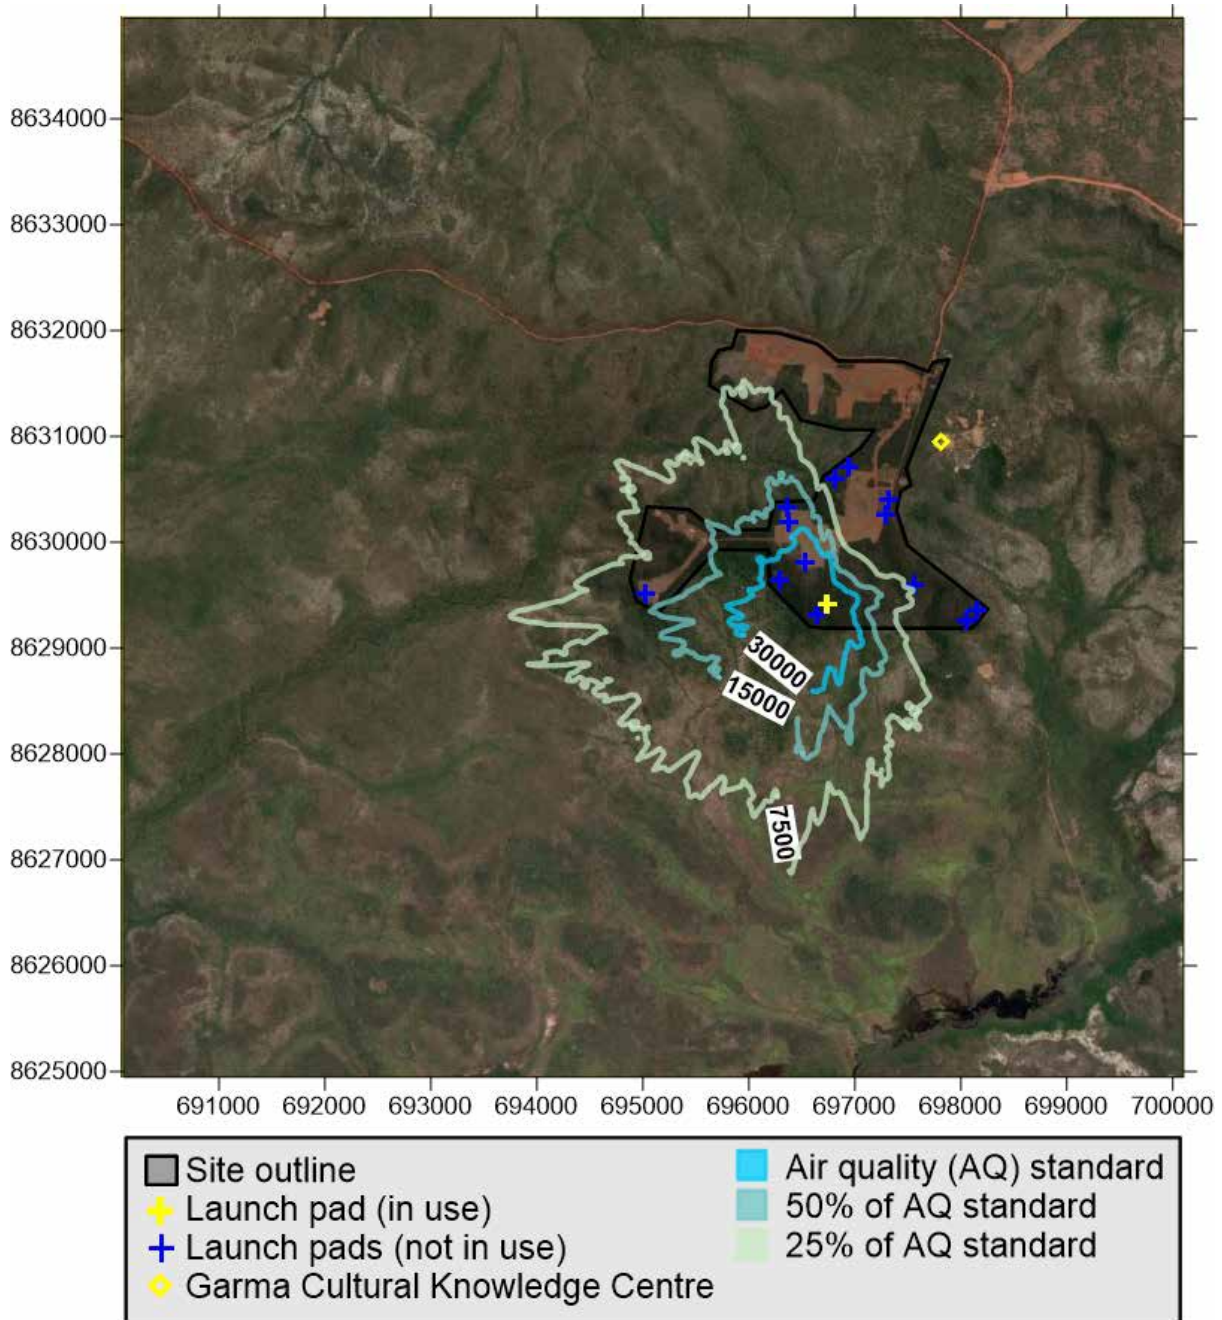 8634000
8633000
8632000
8631000
8630000
8629000
8628000
8627000
8626000
8625000
30000
15000
7500
691000 692000 693000 694000 695000 696000 697000 698000 699000 700000
Site outline
Launch pad (in use)
Launch pads (not in use)
Garma Cultural Knowledge Centre
Air quality (AQ) standard
50% of AQ standard
25% of AQ standard